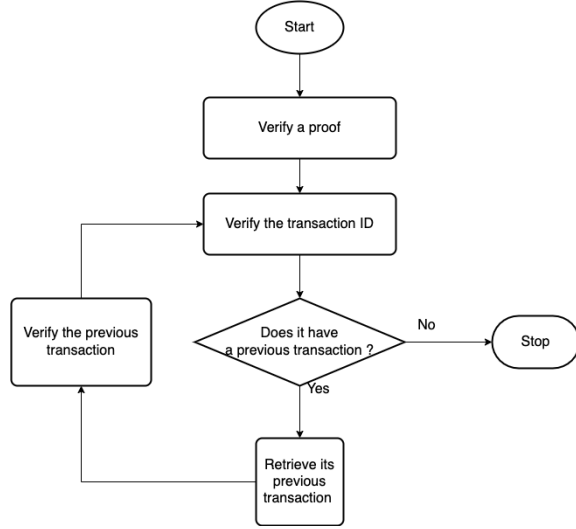 Start
Verify a proof
Verify the transaction ID
Does it have
a previous transaction ?
No
Stop
Verify the previous
transaction
Yes
Retrieve its
previous
transaction